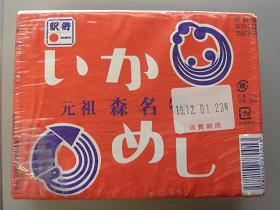 駅弁
いか
元祖 森名
19.12.01 23時
消費期限
めし